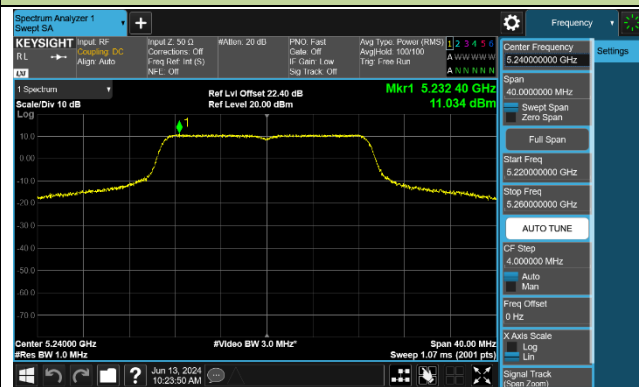 Spectrum Analyzer 1
Swept SA
Frequency
KEYSIGHT
RL
LXI
Input: RF
Coupling: DC
Align: Auto
Input Z: 50 Ω
Corrections: Off
Freq Ref: Int (S)
NFE: Off
#Atten: 20 dB
PNO: Fast
Gate: Off
IF Gain: Low
Sig Track: Off
Avg Type: Power (RMS)
Avg|Hold: 100/100
Trig: Free Run
1 2 3 4 5 6
A W W W W W
A N N N N N
1 Spectrum
Scale/Div 10 dB
Log
Ref Lvl Offset 22.40 dB
Ref Level 20.00 dBm
Mkr1 5.232 40 GHz
11.034 dBm
1
10.0
0.00
-10.0
-20.0
-30.0
-40.0
-50.0
-60.0
-70.0
Center 5.24000 GHz
#Res BW 1.0 MHz
#Video BW 3.0 MHz*
Span 40.00 MHz
Sweep 1.07 ms (2001 pts)
Jun 13, 2024
10:23:50 AM
Center Frequency
5.240000000 GHz
Span
40.0000000 MHz
Swept Span
Zero Span
Full Span
Start Freq
5.220000000 GHz
Stop Freq
5.260000000 GHz
AUTO TUNE
CF Step
4.000000 MHz
Auto
Man
Freq Offset
0 Hz
X Axis Scale
Log
Lin
Signal Track
(Span Zoom)
Settings